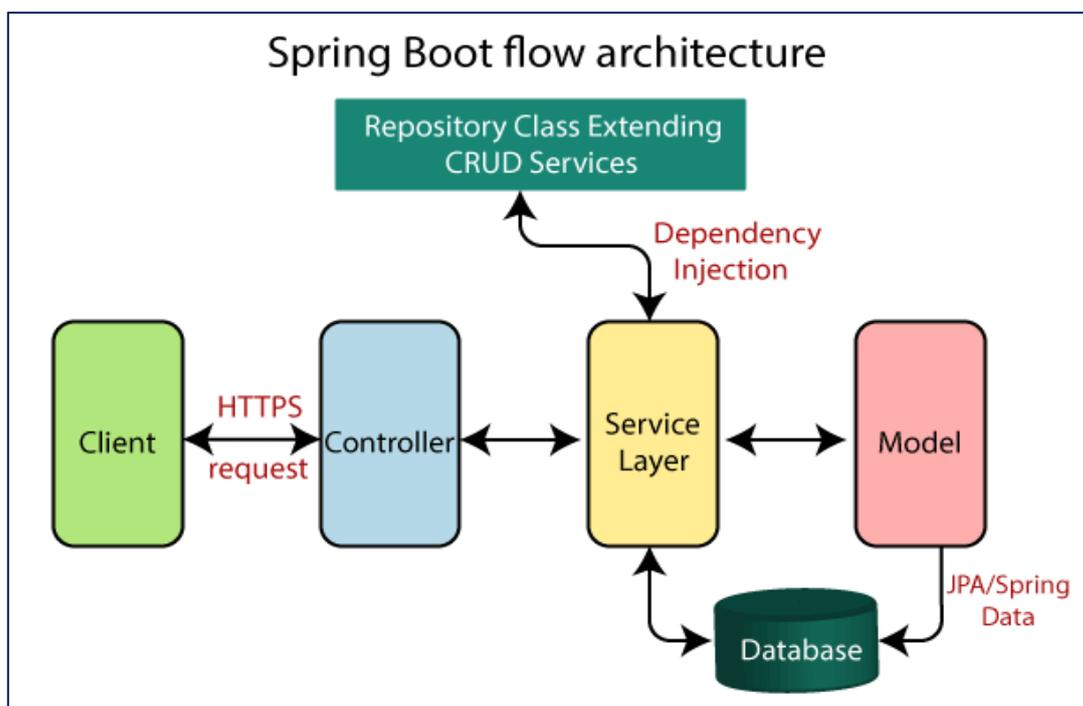 Spring Boot flow architecture
Repository Class Extending
CRUD Services
Dependency
Injection
HTTPS
request
Client
Controller
Service
Layer
Model
JPA/Spring
Data
Database